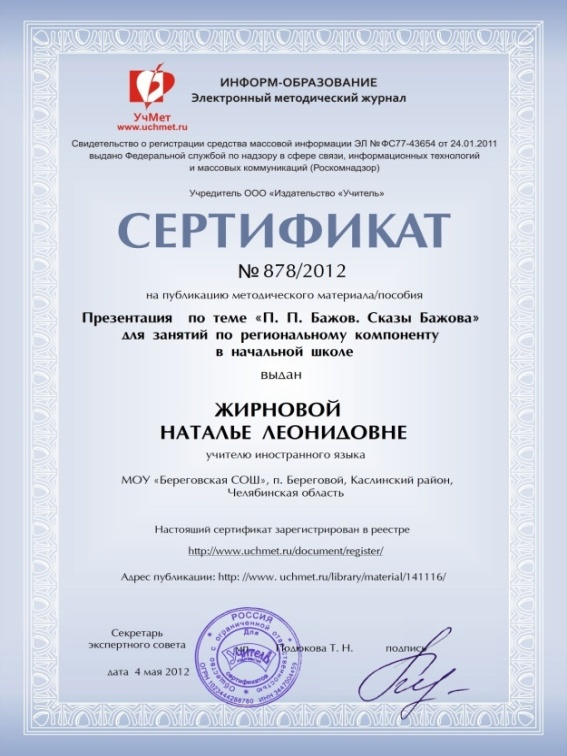 ИНФОРМ-ОБРАЗОВАНИЕ
Электронный методический журнал
УчМет
www.uchmet.ru
Свидетельство о регистрации средства массовой информации ЭЛ №ФС77-43654 от 24.01.2011
выдано Федеральной службой по надзору в сфере связи, информационных технологий
и массовых коммуникаций (Роскомнадзор)
Учредитель ООО «Издательство «Учитель»
СЕРТИФИКАТ
№ 878/2012
на публикацию методического материала/пособия
Презентация по теме «П. П. Бажов. Сказы Бажова»
для занятий по региональному компоненту
в начальной школе
выдан
ЖИРНОВОЙ
НАТАЛЬЕ ЛЕОНИДОВНЕ
учителю иностранного языка
МОУ «Береговская СОШ», п. Береговой, Каслинский район,
Челябинская область
Настоящий сертификат зарегистрирован в реестре
http://www.uchmet.ru/document/register/
Адрес публикации: http: //www. uchmet.ru/library/material/141116/
Секретарь
экспертного совета
Подюкова Т. Н.
подпись
дата 4 мая 2012
РОССИЯ
Для
Учитель
сертификатов